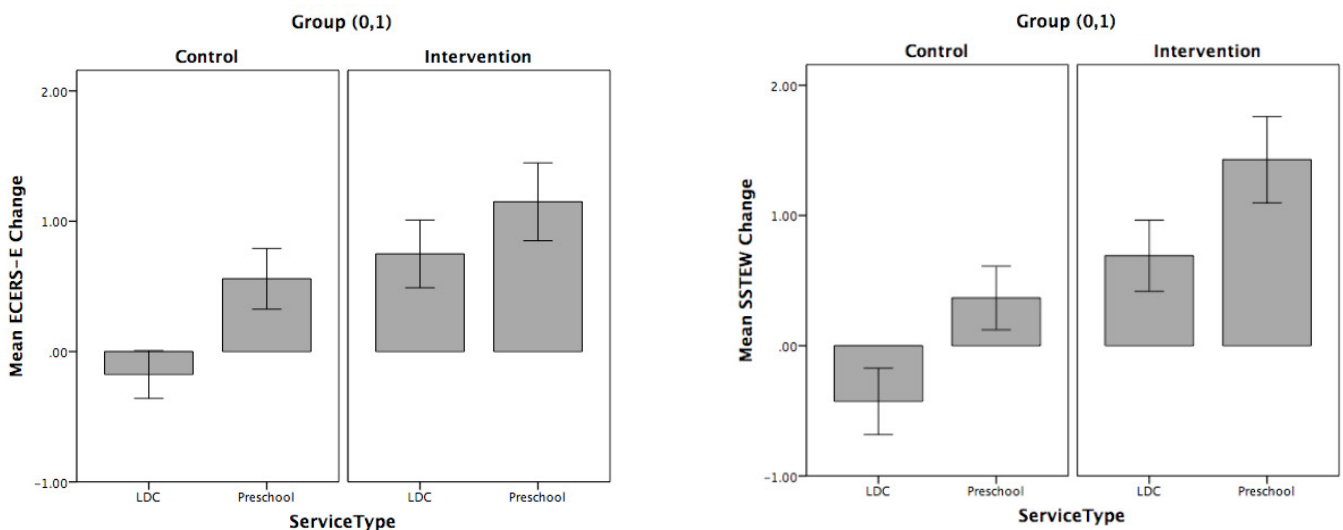 Group (0,1)
Control Intervention
Mean ECERS-E Change
2.00
1.00
.00
-1.00
LDC Preschool LDC Preschool
ServiceType
Group (0,1)
Control Intervention
Mean SSTEW Change
2.00
1.00
.00
-1.00
LDC Preschool LDC Preschool
ServiceType